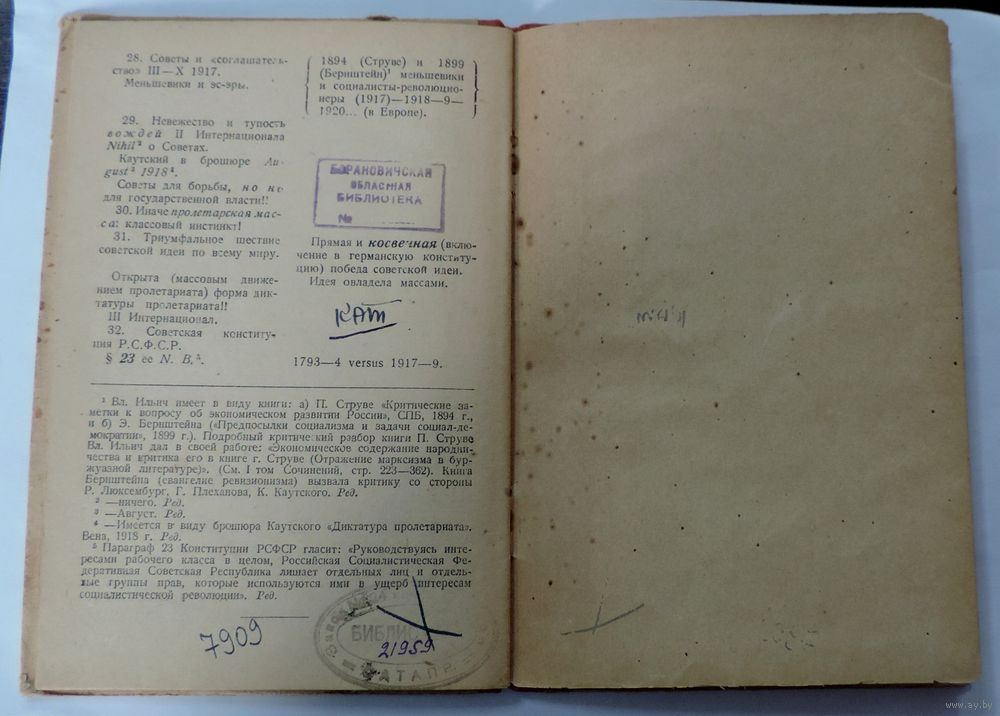 28. Советы и «соглашатель-
ство» III—X 1917.
Меньшевики и эс-эры.
29. Невежество и тупость
вождей II Интернационала
Nihil² о Советах.
Каутский в брошюре Au-
gust³ 1918⁴.
Советы для борьбы, но не
для государственной власти!!
30. Иначе пролетарская мас-
са: классовый инстинкт!
31. Триумфальное шествие
советской идеи по всему миру.
Открыта (массовым движе-
нием пролетариата) форма дик-
татуры пролетариата!!
III Интернационал.
32. Советская конститу-
ция Р.С.Ф.С.Р.
§ 23 ее N. B.⁵.
1894 (Струве) и 1899
(Бернштейн)¹ меньшевики
и социалисты-революцио-
неры (1917)—1918—9—
1920... (в Европе).
БАРАНОВИЧСКАЯ
ОБЛАСТНАЯ
БИБЛИОТЕКА
№
Прямая и косвенная (вклю-
чение в германскую конститу-
цию) победа советской идеи.
Идея овладела массами.
КАТ
1793—4 versus 1917—9.
¹ Вл. Ильич имеет в виду книги: а) П. Струве «Критические за-
метки к вопросу об экономическом развитии России», СПБ, 1894 г.,
и б) Э. Бернштейна («Предпосылки социализма и задачи социал-де-
мократии», 1899 г.). Подробный критический разбор книги П. Струве
Вл. Ильич дал в своей работе: «Экономическое содержание народни-
чества и критика его в книге г. Струве (Отражение марксизма в бур-
жуазной литературе)». (См. I том Сочинений, стр. 223—362). Книга
Бернштейна (евангелие ревизионизма) вызвала критику со стороны
Р. Люксембург, Г. Плеханова, К. Каутского. Ред.
² —ничего. Ред.
³ —Август. Ред.
⁴ —Имеется в виду брошюра Каутского «Диктатура пролетариата».
Вена, 1918 г. Ред.
⁵ Параграф 23 Конституции РСФСР гласит: «Руководствуясь инте-
ресами рабочего класса в целом, Российская Социалистическая Фе-
деративная Советская Республика лишает отдельных лиц и отдель-
ные группы прав, которые используются ими в ущерб интересам
социалистической революции». Ред.
7909
21959
www.ay.by